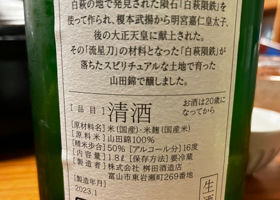 白萩の地で発見された隕石「白萩隕鉄」を
使って作られ、榎本武揚から明宮嘉仁皇太子、
後の大正天皇に献上された。
その「流星刀」の材料となった「白萩隕鉄」が
落ちたスピリチュアルな土地で育った
山田錦で醸しました。
【品目】清酒
お酒は20歳に
なってから
【原材料名】米(国産)・米麹(国産米)
【原料米】山田錦100%
【精米歩合】50%【アルコール分】16度
【内容量】1.8ℓ【保存方法】要冷蔵
【製造者】株式会社 桝田酒造店
富山市東岩瀬町269番地
製造年月
2023.1
生酒